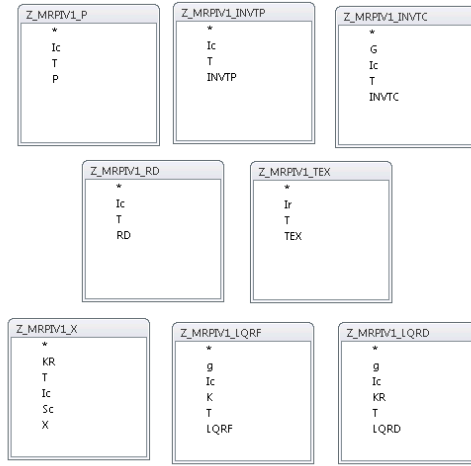 Z_MRPIV1_P
*
Ic
T
P
Z_MRPIV1_INVTP
*
Ic
T
INVTP
Z_MRPIV1_INVTC
*
G
Ic
T
INVTC
Z_MRPIV1_RD
*
Ic
T
RD
Z_MRPIV1_TEX
*
Ir
T
TEX
Z_MRPIV1_X
*
KR
T
Ic
Sc
X
Z_MRPIV1_LQRF
*
g
Ic
K
T
LQRF
Z_MRPIV1_LQRD
*
g
Ic
KR
T
LQRD